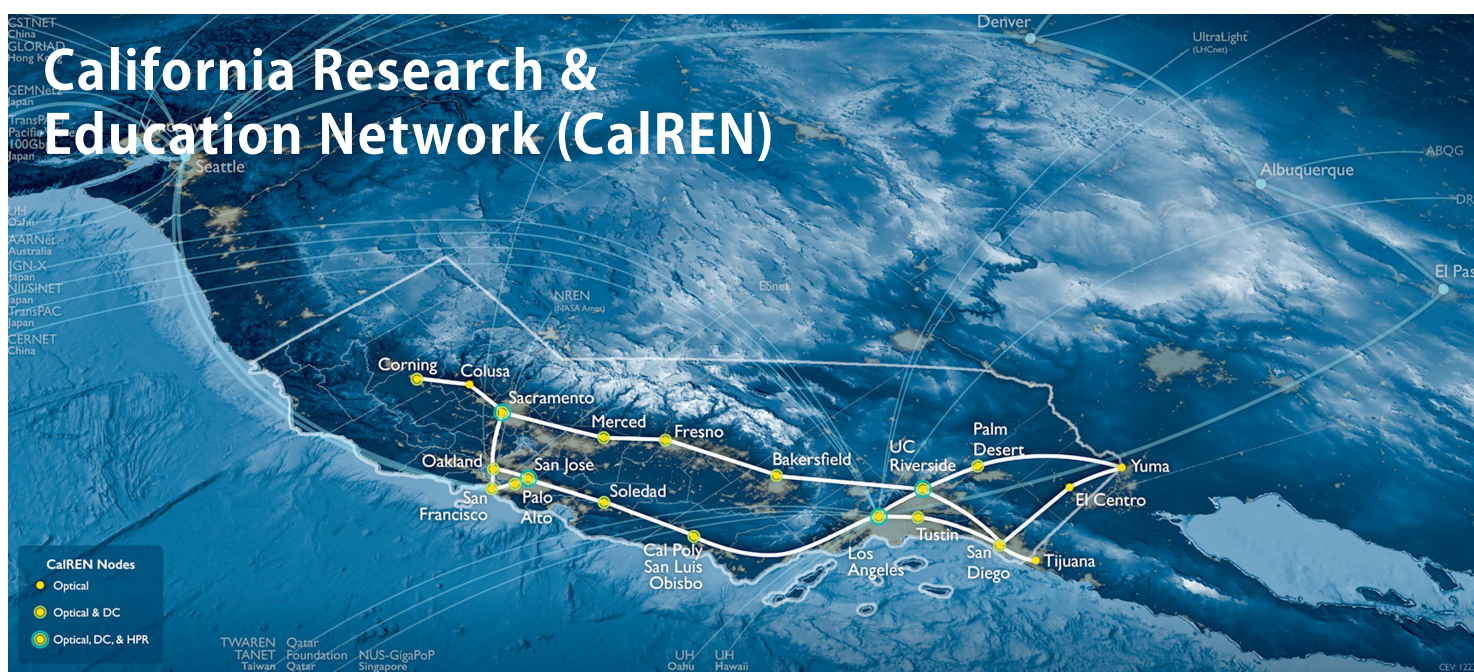 California Research &
Education Network (CalREN)
CSTNET
China
GLORIAD
Hong Kong
GEMNet2
Japan
Japan
Seattle
UH
Oahu
AARNet
Australia
JGN-X
Japan
NII/SINET
Japan
TransPAC
Japan
CERNET
China
Denver
UltraLight
(LHCnet)
ABQG
Albuquerque
DR
El Pas
NREN
(NASA Ames)
ESnet
Corning
Colusa
Sacramento
Merced
Fresno
Bakersfield
UC
Riverside
Palm
Desert
Yuma
El Centro
Oakland
San Jose
San
Francisco
Palo
Alto
Soledad
Cal Poly
San Luis
Obisbo
Los
Angeles
Tustin
San
Diego
Tijuana
CalREN Nodes
Optical
Optical & DC
Optical, DC, & HPR
TWAREN
TANET
Taiwan
Qatar
Foundation
Qatar
NUS-GigaPoP
Singapore
UH
Oahu
UH
Hawaii